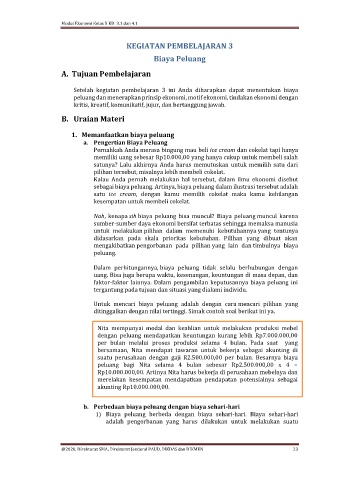 Modul Ekonomi Kelas X KD 3.1 dan 4.1
KEGIATAN PEMBELAJARAN 3
Biaya Peluang
A. Tujuan Pembelajaran
Setelah kegiatan pembelajaran 3 ini Anda diharapkan dapat menentukan biaya
peluang dan menerapkan prinsip ekonomi, motif ekonomi, tindakan ekonomi dengan
kritis, kreatif, komunikatif, jujur, dan bertanggung jawab.
B. Uraian Materi
1. Memanfaatkan biaya peluang
a. Pengertian Biaya Peluang
Pernahkah Anda merasa bingung mau beli ice cream dan cokelat tapi hanya
memiliki uang sebesar Rp10.000,00 yang hanya cukup untuk membeli salah
satunya? Lalu akhirnya Anda harus memutuskan untuk memilih satu dari
pilihan tersebut, misalnya lebih membeli cokelat.
Kalau Anda pernah melakukan hal tersebut, dalam ilmu ekonomi disebut
sebagai biaya peluang. Artinya, biaya peluang dalam ilustrasi tersebut adalah
satu ice cream, dengan kamu memilih cokelat maka kamu kehilangan
kesempatan untuk membeli cokelat.
Nah, kenapa sih biaya peluang bisa muncul? Biaya peluang muncul karena
sumber-sumber daya ekonomi bersifat terbatas sehingga memaksa manusia
untuk melakukan pilihan dalam memenuhi kebutuhannya yang tentunya
didasarkan pada skala prioritas kebutuhan. Pilihan yang dibuat akan
mengakibatkan pengorbanan pada pilihan yang lain dan timbulnya biaya
peluang.
Dalam perhitungannya, biaya peluang tidak selalu berhubungan dengan
uang. Bisa juga berupa waktu, kesenangan, keuntungan di masa depan, dan
faktor-faktor lainnya. Dalam pengambilan keputusannya biaya peluang ini
tergantung pada tujuan dan situasi yang dialami individu.
Untuk mencari biaya peluang adalah dengan cara mencari pilihan yang
ditinggalkan dengan nilai tertinggi. Simak contoh soal berikut ini ya.
Nita mempunyai modal dan keahlian untuk melakukan produksi mebel
dengan peluang mendapatkan keuntungan kurang lebih Rp7.000.000,00
per bulan melalui proses produksi selama 4 bulan. Pada saat yang
bersamaan, Nita mendapat tawaran untuk bekerja sebagai akunting di
suatu perusahaan dengan gaji R2.500.000,00 per bulan. Besarnya biaya
peluang bagi Nita selama 4 bulan sebesar Rp2.500.000,00 x 4 =
Rp10.000.000,00. Artinya Nita harus bekerja di perusahaan mebelnya dan
merelakan kesempatan mendapatkan pendapatan potensialnya sebagai
akunting Rp10.000.000,00.
b. Perbedaan biaya peluang dengan biaya sehari-hari
1) Biaya peluang berbeda dengan biaya sehari-hari. Biaya sehari-hari
adalah pengorbanan yang harus dilakukan untuk melakukan suatu
@2020, Direktorat SMA, Direktorat Jenderal PAUD, DIKDAS dan DIKMEN
33